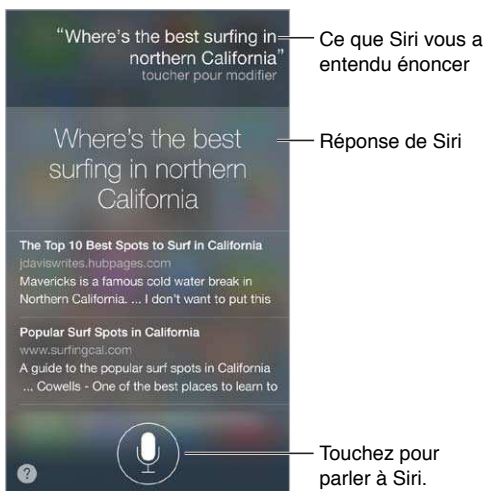 “Where's the best surfing in
northern California”
toucher pour modifier
Ce que Siri vous a
entendu énoncer
Where's the best
surfing in northern
California
Réponse de Siri
The Top 10 Best Spots to Surf in California
jdaviswrites.hubpages.com
Mavericks is a famous cold water break in
Northern California. ... I don't want to put this
Popular Surf Spots in California
www.surfingcal.com
A guide to the popular surf spots in California
... Cowells - One of the best places to learn to
?
Touchez pour
parler à Siri.